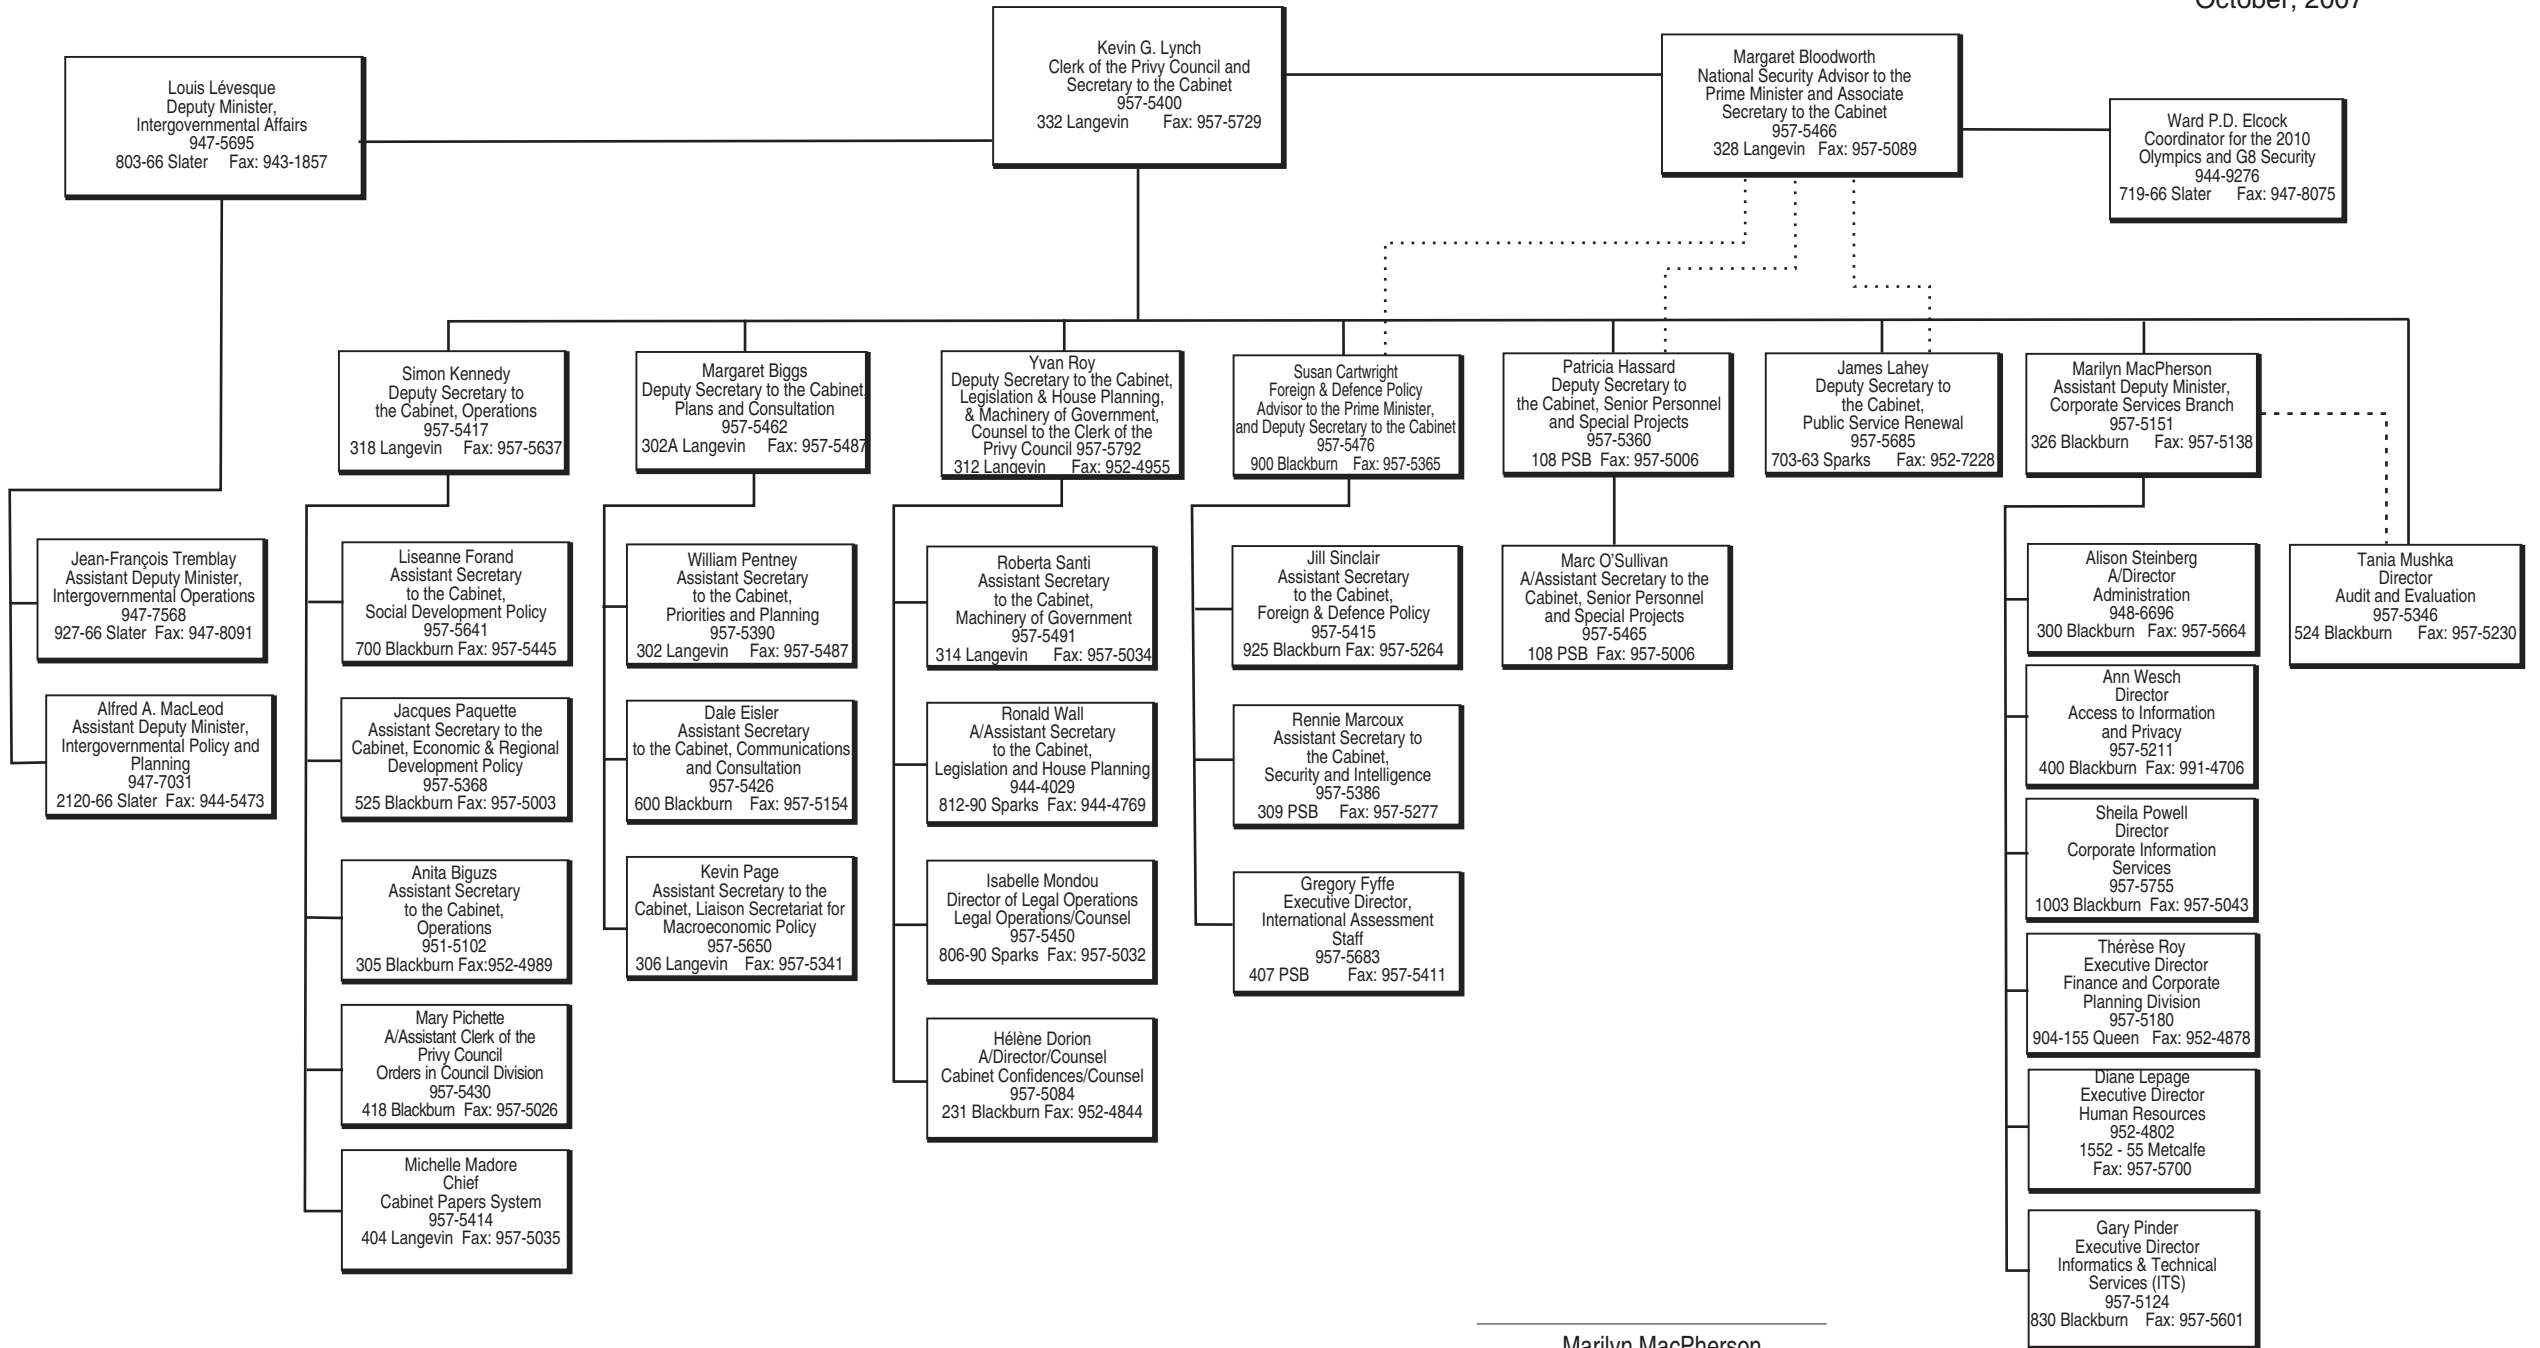 October, 2007
Kevin G. Lynch
Clerk of the Privy Council and
Secretary to the Cabinet
957-5400
332 Langevin Fax: 957-5729
Louis Lévesque
Deputy Minister,
Intergovernmental Affairs
947-5695
803-66 Slater Fax: 943-1857
Margaret Bloodworth
National Security Advisor to the
Prime Minister and Associate
Secretary to the Cabinet
957-5466
328 Langevin Fax: 957-5089
Ward P.D. Elcock
Coordinator for the 2010
Olympics and G8 Security
944-9276
719-66 Slater Fax: 947-8075
Simon Kennedy
Deputy Secretary to
the Cabinet, Operations
957-5417
318 Langevin Fax: 957-5637
Margaret Biggs
Deputy Secretary to the Cabinet,
Plans and Consultation
957-5462
302A Langevin Fax: 957-5487
Yvan Roy
Deputy Secretary to the Cabinet,
Legislation & House Planning,
& Machinery of Government,
Counsel to the Clerk of the
Privy Council 957-5792
312 Langevin Fax: 952-4955
Susan Cartwright
Foreign & Defence Policy
Advisor to the Prime Minister,
and Deputy Secretary to the Cabinet
957-5476
900 Blackburn Fax: 957-5365
Patricia Hassard
Deputy Secretary to
the Cabinet, Senior Personnel
and Special Projects
957-5360
108 PSB Fax: 957-5006
James Lahey
Deputy Secretary to
the Cabinet,
Public Service Renewal
957-5685
703-63 Sparks Fax: 952-7228
Marilyn MacPherson
Assistant Deputy Minister,
Corporate Services Branch
957-5151
326 Blackburn Fax: 957-5138
Jean-François Tremblay
Assistant Deputy Minister,
Intergovernmental Operations
947-7568
927-66 Slater Fax: 947-8091
Alfred A. MacLeod
Assistant Deputy Minister,
Intergovernmental Policy and
Planning
947-7031
2120-66 Slater Fax: 944-5473
Liseanne Forand
Assistant Secretary
to the Cabinet,
Social Development Policy
957-5641
700 Blackburn Fax: 957-5445
Jacques Paquette
Assistant Secretary to the
Cabinet, Economic & Regional
Development Policy
957-5368
525 Blackburn Fax: 957-5003
Anita Biguzs
Assistant Secretary
to the Cabinet,
Operations
951-5102
305 Blackburn Fax:952-4989
Mary Pichette
A/Assistant Clerk of the
Privy Council
Orders in Council Division
957-5430
418 Blackburn Fax: 957-5026
Michelle Madore
Chief
Cabinet Papers System
957-5414
404 Langevin Fax: 957-5035
William Pentney
Assistant Secretary
to the Cabinet,
Priorities and Planning
957-5390
302 Langevin Fax: 957-5487
Dale Eisler
Assistant Secretary
to the Cabinet, Communications
and Consultation
957-5426
600 Blackburn Fax: 957-5154
Kevin Page
Assistant Secretary to the
Cabinet, Liaison Secretariat for
Macroeconomic Policy
957-5650
306 Langevin Fax: 957-5341
Roberta Santi
Assistant Secretary
to the Cabinet,
Machinery of Government
957-5491
314 Langevin Fax: 957-5034
Ronald Wall
A/Assistant Secretary
to the Cabinet,
Legislation and House Planning
944-4029
812-90 Sparks Fax: 944-4769
Isabelle Mondou
Director of Legal Operations
Legal Operations/Counsel
957-5450
806-90 Sparks Fax: 957-5032
Hélène Dorion
A/Director/Counsel
Cabinet Confidences/Counsel
957-5084
231 Blackburn Fax: 952-4844
Jill Sinclair
Assistant Secretary
to the Cabinet,
Foreign & Defence Policy
957-5415
925 Blackburn Fax: 957-5264
Rennie Marcoux
Assistant Secretary to
the Cabinet,
Security and Intelligence
957-5386
309 PSB Fax: 957-5277
Gregory Fyffe
Executive Director,
International Assessment
Staff
957-5683
407 PSB Fax: 957-5411
Marc O’Sullivan
A/Assistant Secretary to the
Cabinet, Senior Personnel
and Special Projects
957-5465
108 PSB Fax: 957-5006
Alison Steinberg
A/Director
Administration
948-6696
300 Blackburn Fax: 957-5664
Ann Wesch
Director
Access to Information
and Privacy
957-5211
400 Blackburn Fax: 991-4706
Sheila Powell
Director
Corporate Information
Services
957-5755
1003 Blackburn Fax: 957-5043
Thérèse Roy
Executive Director
Finance and Corporate
Planning Division
957-5180
904-155 Queen Fax: 952-4878
Diane Lepage
Executive Director
Human Resources
952-4802
1552 - 55 Metcalfe
Fax: 957-5700
Gary Pinder
Executive Director
Informatics & Technical
Services (ITS)
957-5124
830 Blackburn Fax: 957-5601
Tania Mushka
Director
Audit and Evaluation
957-5346
524 Blackburn Fax: 957-5230
Marilyn MacPherson